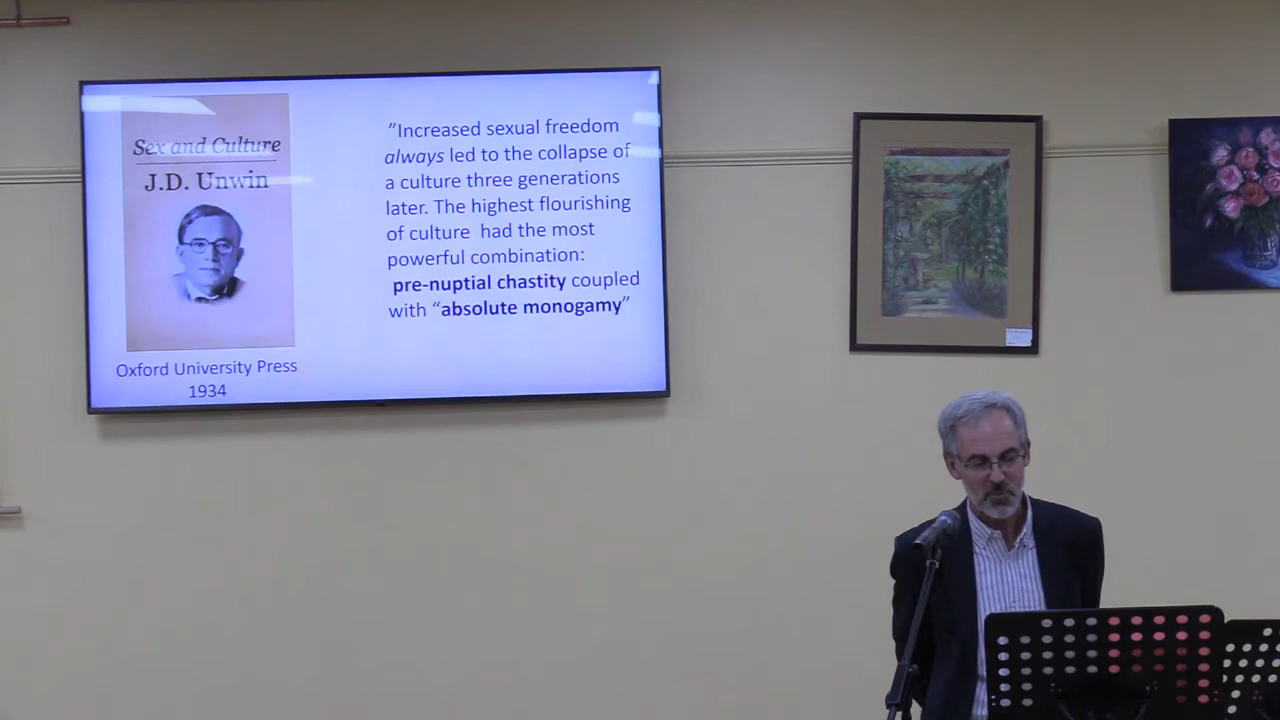 Sex and Culture
J.D. Unwin
Oxford University Press
1934
"Increased sexual freedom
always led to the collapse of
a culture three generations
later. The highest flourishing
of culture had the most
powerful combination:
pre-nuptial chastity coupled
with “absolute monogamy”